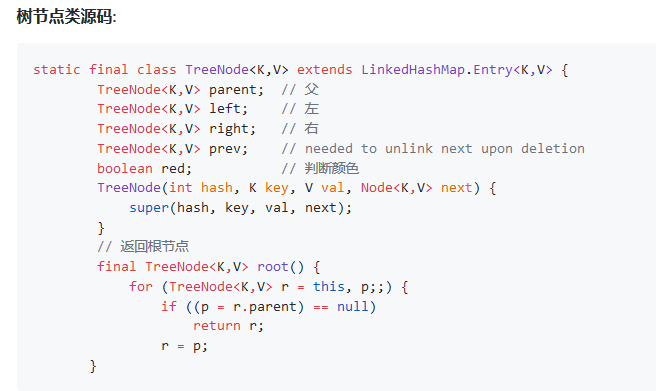 树节点类源码:
static final class TreeNode<K,V> extends LinkedHashMap.Entry<K,V> {
        TreeNode<K,V> parent;  // 父
        TreeNode<K,V> left;    // 左
        TreeNode<K,V> right;   // 右
        TreeNode<K,V> prev;    // needed to unlink next upon deletion
        boolean red;           // 判断颜色
        TreeNode(int hash, K key, V val, Node<K,V> next) {
            super(hash, key, val, next);
        }
        // 返回根节点
        final TreeNode<K,V> root() {
            for (TreeNode<K,V> r = this, p;;) {
                if ((p = r.parent) == null)
                    return r;
                r = p;
       }